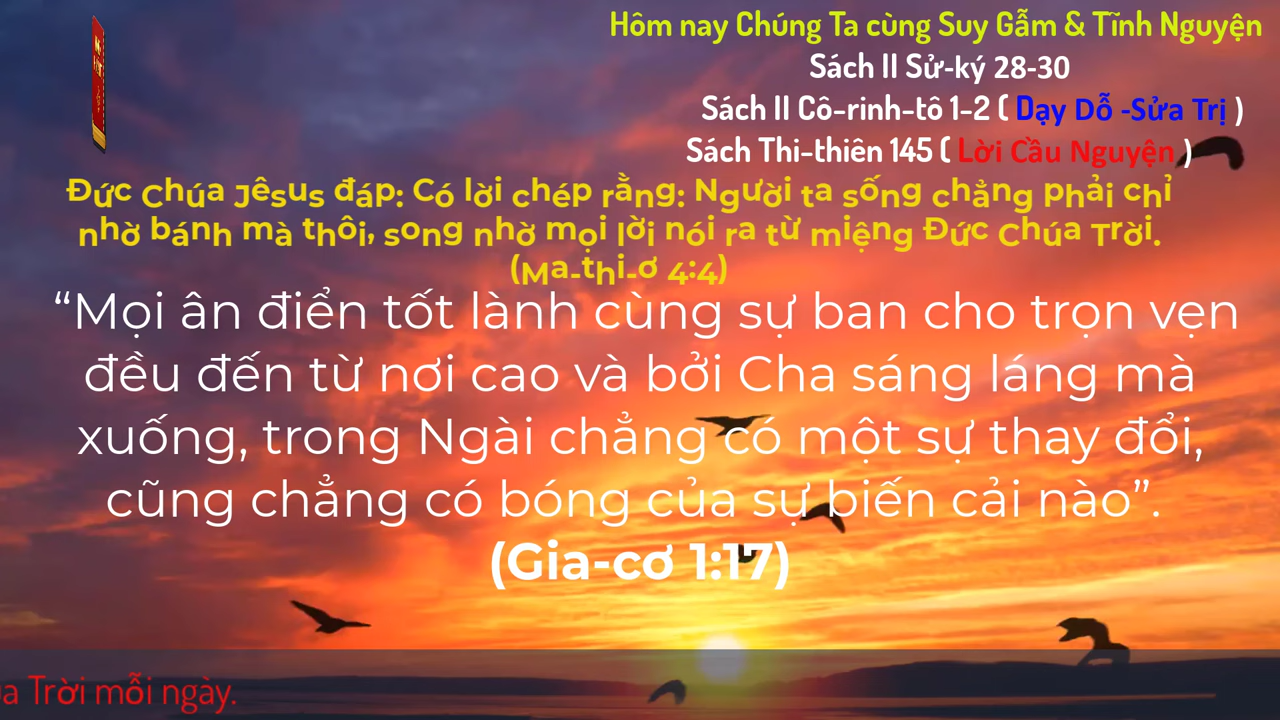 Hôm nay Chúng Ta cùng Suy Gẫm & Tĩnh Nguyện
Sách II Sử-ký 28-30
Sách II Cô-rinh-tô 1-2 ( Dạy Dỗ -Sửa Trị )
Sách Thi-thiên 145 ( Lời Cầu Nguyện )
Đức Chúa Jêsus đáp: Có lời chép rằng: Người ta sống chẳng phải chỉ
nhờ bánh mà thôi, song nhờ mọi lời nói ra từ miệng Đức Chúa Trời.
(Ma-thi-ơ 4:4)
“Mọi ân điển tốt lành cùng sự ban cho trọn vẹn
đều đến từ nơi cao và bởi Cha sáng láng mà
xuống, trong Ngài chẳng có một sự thay đổi,
cũng chẳng có bóng của sự biến cải nào”.
(Gia-cơ 1:17)
Trời mỗi ngày.